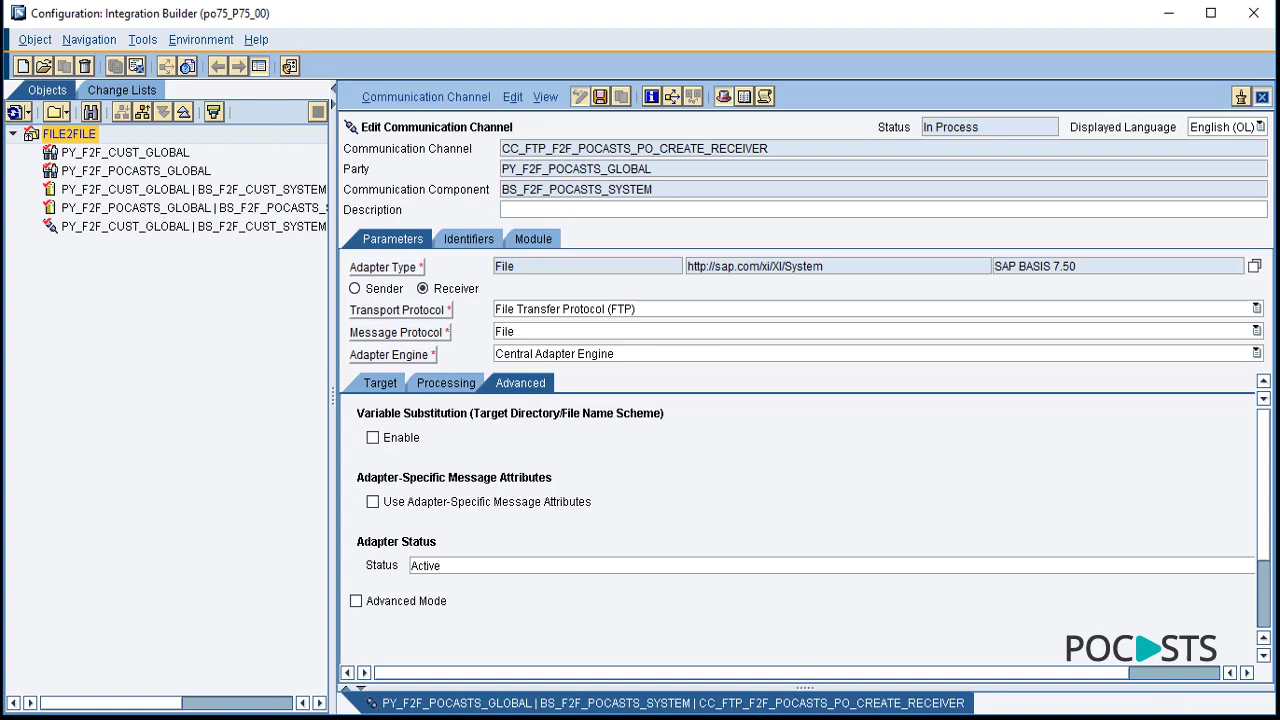 Configuration: Integration Builder (po75_P75_00)
Object Navigation Tools Environment Help
Objects Change Lists
FILE2FILE
PY_F2F_CUST_GLOBAL
PY_F2F_POCASTS_GLOBAL
PY_F2F_CUST_GLOBAL | BS_F2F_CUST_SYSTEM
PY_F2F_POCASTS_GLOBAL | BS_F2F_POCASTS_S
PY_F2F_CUST_GLOBAL | BS_F2F_CUST_SYSTEM
Communication Channel Edit View
Edit Communication Channel Status In Process Displayed Language English (OL)
Communication Channel CC_FTP_F2F_POCASTS_PO_CREATE_RECEIVER
Party PY_F2F_POCASTS_GLOBAL
Communication Component BS_F2F_POCASTS_SYSTEM
Description
Parameters Identifiers Module
Adapter Type * File http://sap.com/xi/XI/System SAP BASIS 7.50
Sender Receiver
Transport Protocol * File Transfer Protocol (FTP)
Message Protocol * File
Adapter Engine * Central Adapter Engine
Target Processing Advanced
Variable Substitution (Target Directory/File Name Scheme)
Enable
Adapter-Specific Message Attributes
Use Adapter-Specific Message Attributes
Adapter Status
Status Active
Advanced Mode
POCASTS
PY_F2F_POCASTS_GLOBAL | BS_F2F_POCASTS_SYSTEM | CC_FTP_F2F_POCASTS_PO_CREATE_RECEIVER